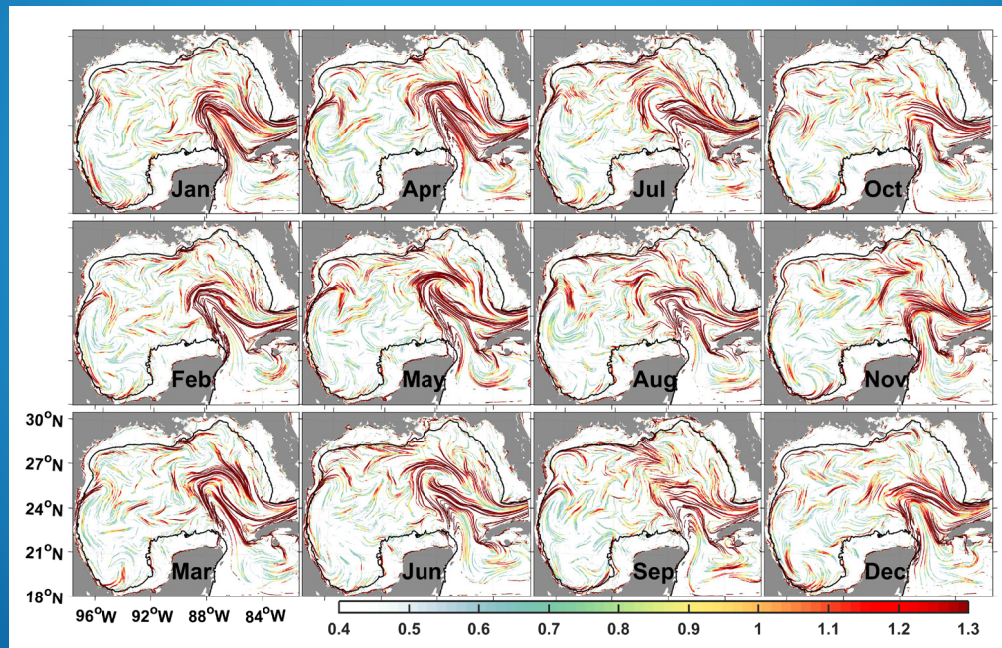 Jan Apr Jul Oct
Feb May Aug Nov
30°N
27°N
24°N
21°N
18°N
Mar Jun Sep Dec
96°W 92°W 88°W 84°W
0.4 0.5 0.6 0.7 0.8 0.9 1 1.1 1.2 1.3